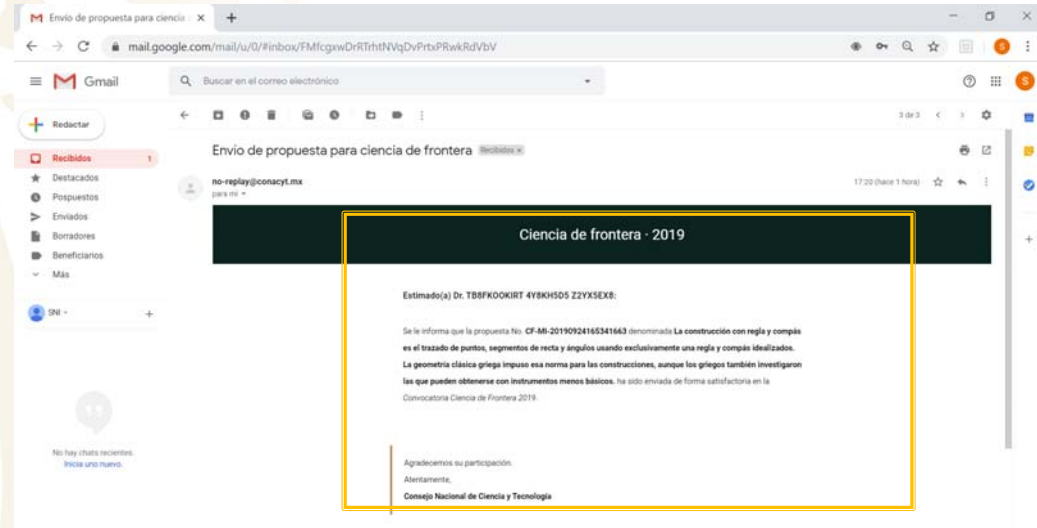 Envío de propuesta para ciencia
mail.google.com/mail/u/0/#inbox/FMfcgxwDrRTrhtNVqDvPrtxPRwkRdVbV
Gmail
Buscar en el correo electrónico
Redactar
3 de 3
Recibidos 1
Destacados
Pospuestos
Enviados
Borradores
Beneficiarios
Más
SNI
No hay chats recientes.
Inicia uno nuevo.
Envío de propuesta para ciencia de frontera Recibidos x
no-replay@conacyt.mx
17:20 (hace 1 hora)
para mí
Ciencia de frontera · 2019
Estimado(a) Dr. TB8FKOOKIRT 4Y8KH5D5 Z2YX5EX8:
Se le informa que la propuesta No. CF-MI-20190924165341663 denominada La construcción con regla y compás
es el trazado de puntos, segmentos de recta y ángulos usando exclusivamente una regla y compás idealizados.
La geometría clásica griega impuso esa norma para las construcciones, aunque los griegos también investigaron
las que pueden obtenerse con instrumentos menos básicos. ha sido enviada de forma satisfactoria en la
Convocatoria Ciencia de Frontera 2019.
Agradecemos su participación.
Atentamente,
Consejo Nacional de Ciencia y Tecnología